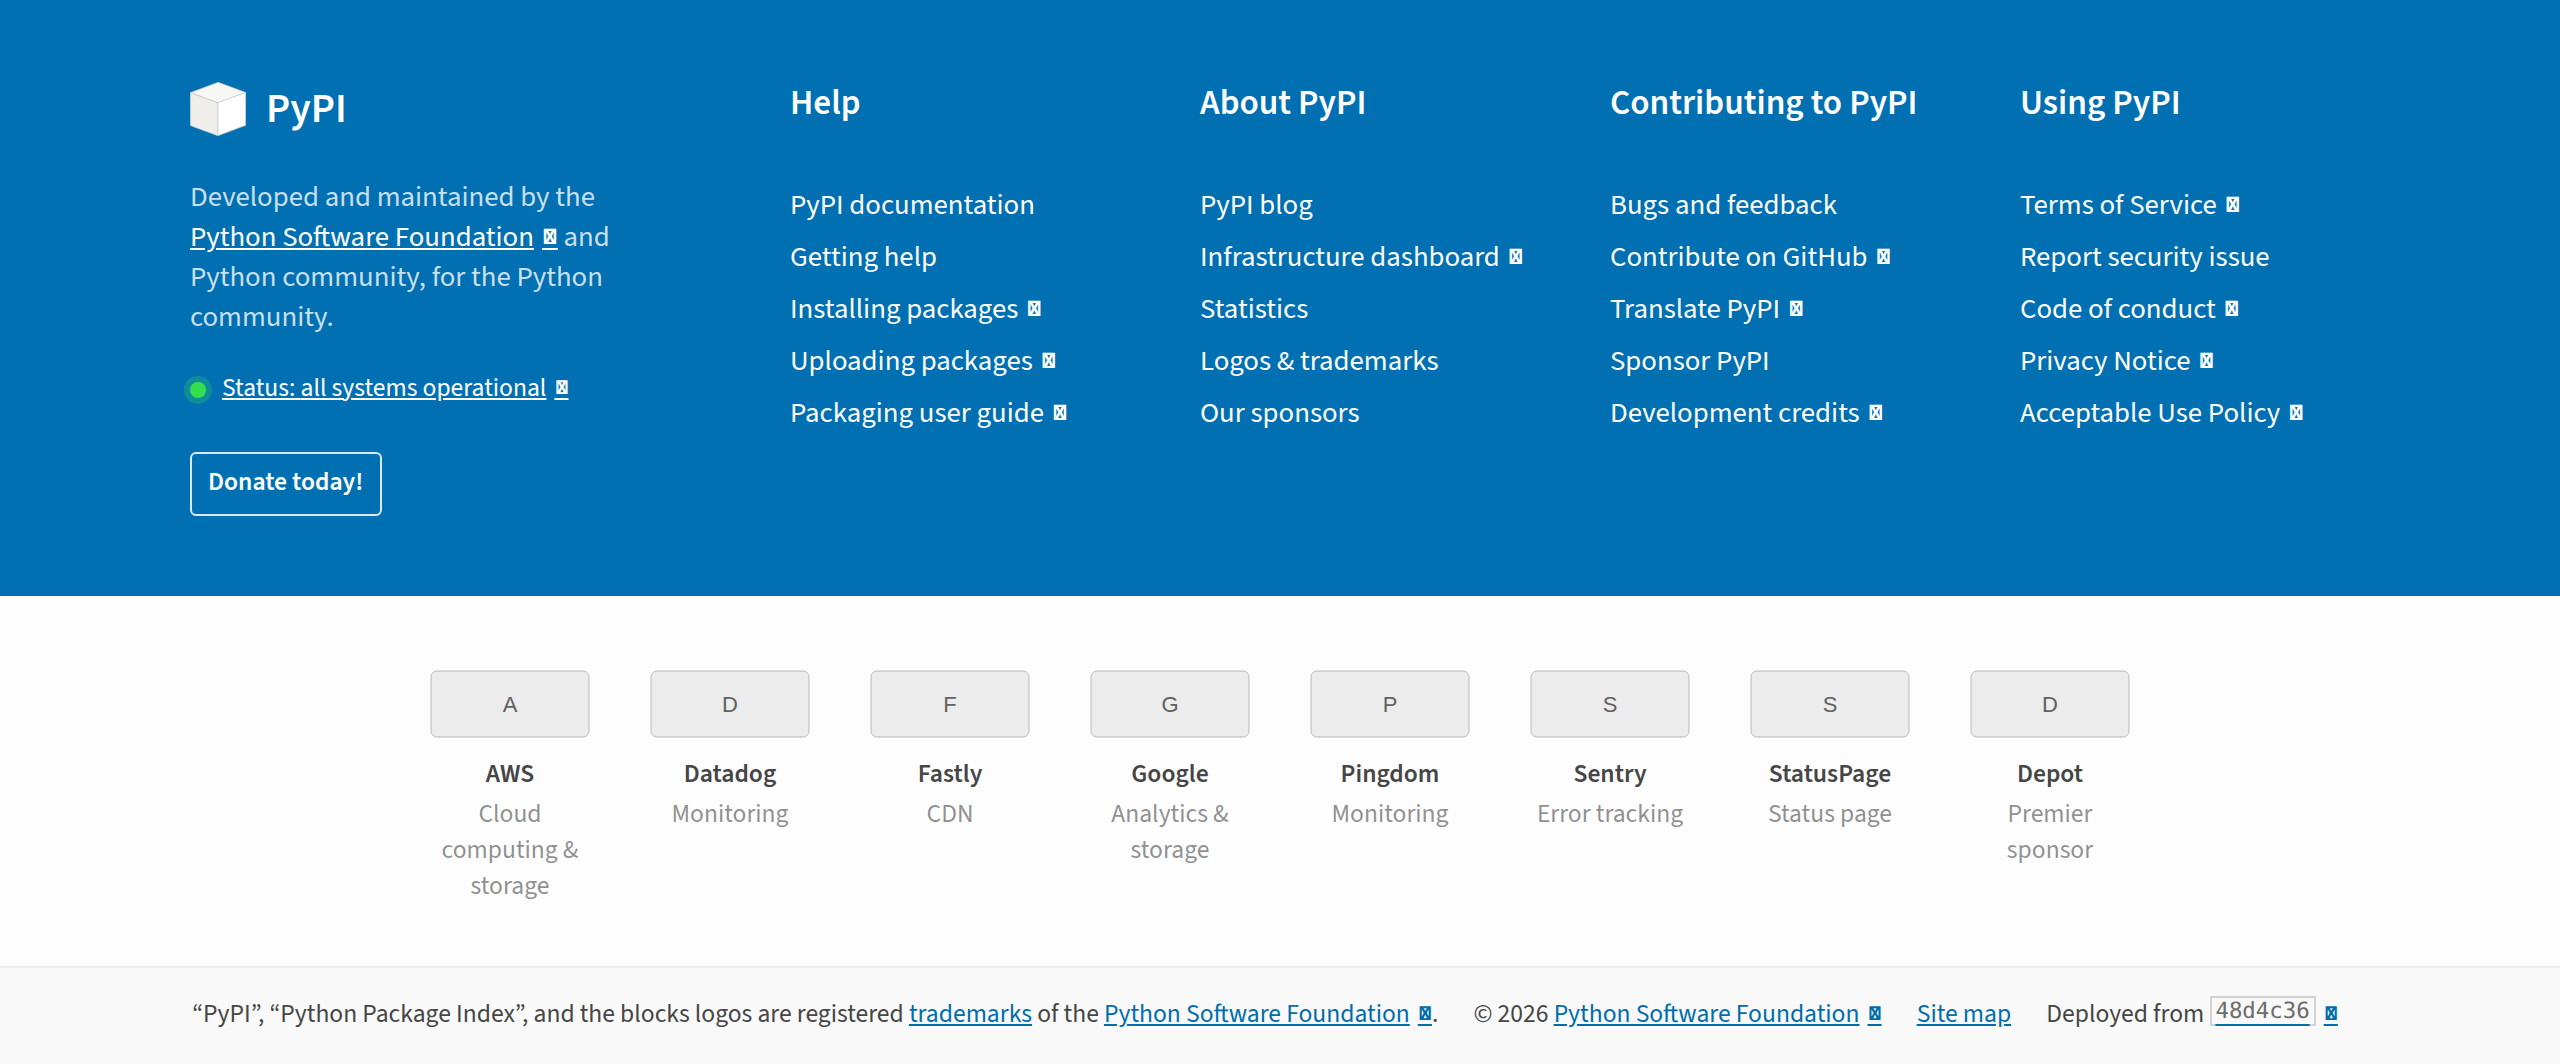 PyPI
Developed and maintained by the
Python Software Foundation and
Python community, for the Python
community.
Status: all systems operational
Donate today!
Help
PyPI documentation
Getting help
Installing packages
Uploading packages
Packaging user guide
About PyPI
PyPI blog
Infrastructure dashboard
Statistics
Logos & trademarks
Our sponsors
Contributing to PyPI
Bugs and feedback
Contribute on GitHub
Translate PyPI
Sponsor PyPI
Development credits
Using PyPI
Terms of Service
Report security issue
Code of conduct
Privacy Notice
Acceptable Use Policy
A
AWS
Cloud
computing &
storage
D
Datadog
Monitoring
F
Fastly
CDN
G
Google
Analytics &
storage
P
Pingdom
Monitoring
S
Sentry
Error tracking
S
StatusPage
Status page
D
Depot
Premier
sponsor
“PyPI”, “Python Package Index”, and the blocks logos are registered trademarks of the Python Software Foundation . © 2026 Python Software Foundation Site map Deployed from 48d4c36